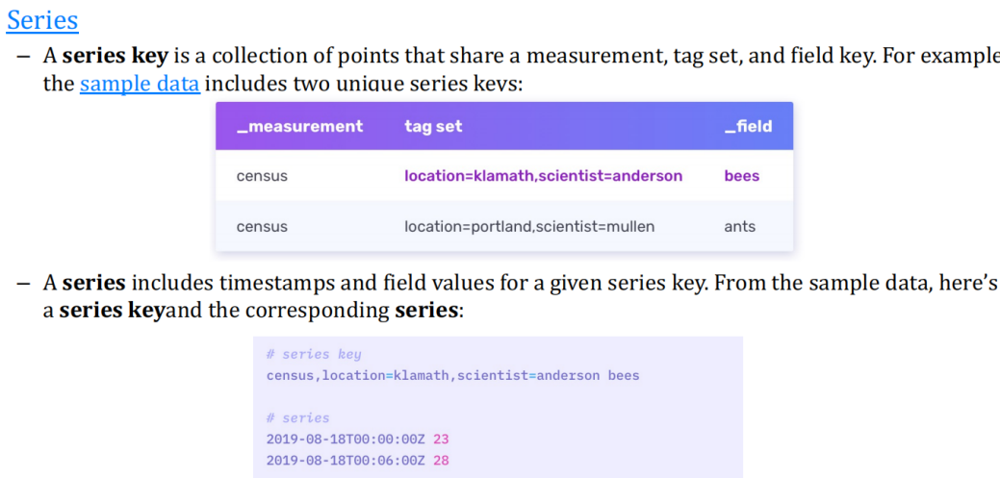 Series
– A series key is a collection of points that share a measurement, tag set, and field key. For example
the sample data includes two unique series keys:
_measurement tag set _field
census location=klamath,scientist=anderson bees
census location=portland,scientist=mullen ants
– A series includes timestamps and field values for a given series key. From the sample data, here’s
a series keyand the corresponding series:
# series key
census,location=klamath,scientist=anderson bees
# series
2019-08-18T00:00:00Z 23
2019-08-18T00:06:00Z 28